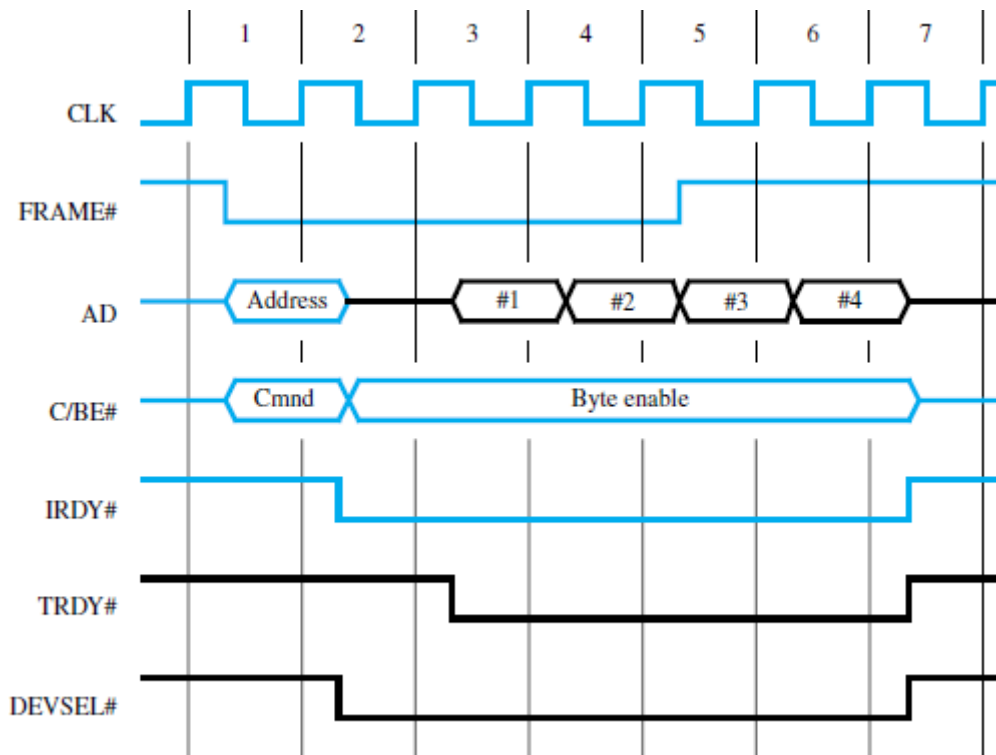 1 2 3 4 5 6 7
CLK
FRAME#
AD Address #1 #2 #3 #4
C/BE# Cmnd Byte enable
IRDY#
TRDY#
DEVSEL#